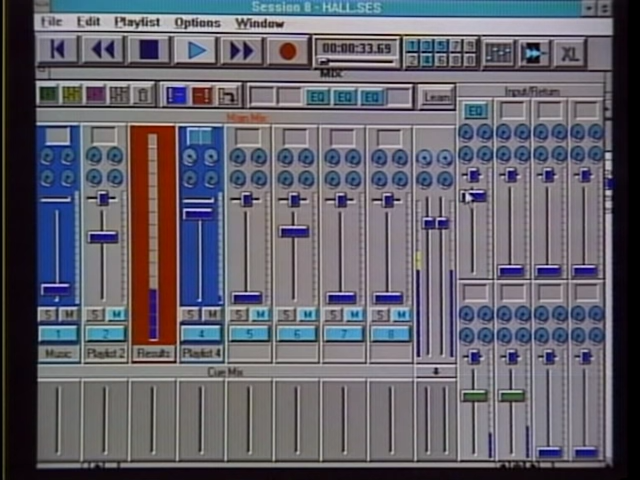 Session 8 - HALL.SES
File Edit Playlist Options Window
00:00:33.69
1 3 5 7 9
2 4 6 8 0
XL
MIX
EQ EQ EQ
Learn
Input/Return
Main Mix
EQ
S M S M S M S M S M S M S M
1 2 4 5 6 7 8
Music Playlist 2 Results Playlist 4
Cue Mix